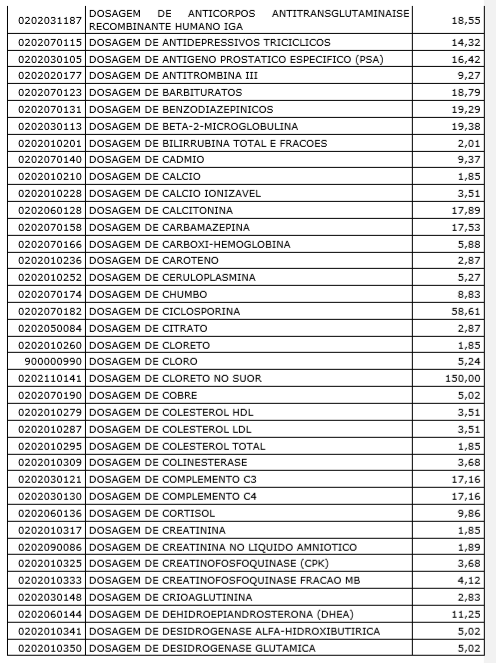 0202031187 DOSAGEM DE ANTICORPOS ANTITRANSGLUTAMINAISE RECOMBINANTE HUMANO IGA 18,55
0202070115 DOSAGEM DE ANTIDEPRESSIVOS TRICICLICOS 14,32
0202030105 DOSAGEM DE ANTIGENO PROSTATICO ESPECIFICO (PSA) 16,42
0202020177 DOSAGEM DE ANTITROMBINA III 9,27
0202070123 DOSAGEM DE BARBITURATOS 18,79
0202070131 DOSAGEM DE BENZODIAZEPINICOS 19,29
0202030113 DOSAGEM DE BETA-2-MICROGLOBULINA 19,38
0202010201 DOSAGEM DE BILIRRUBINA TOTAL E FRACOES 2,01
0202070140 DOSAGEM DE CADMIO 9,37
0202010210 DOSAGEM DE CALCIO 1,85
0202010228 DOSAGEM DE CALCIO IONIZAVEL 3,51
0202060128 DOSAGEM DE CALCITONINA 17,89
0202070158 DOSAGEM DE CARBAMAZEPINA 17,53
0202070166 DOSAGEM DE CARBOXI-HEMOGLOBINA 5,88
0202010236 DOSAGEM DE CAROTENO 2,87
0202010252 DOSAGEM DE CERULOPLASMINA 5,27
0202070174 DOSAGEM DE CHUMBO 8,83
0202070182 DOSAGEM DE CICLOSPORINA 58,61
0202050084 DOSAGEM DE CITRATO 2,87
0202010260 DOSAGEM DE CLORETO 1,85
900000990 DOSAGEM DE CLORO 5,24
0202110141 DOSAGEM DE CLORETO NO SUOR 150,00
0202070190 DOSAGEM DE COBRE 5,02
0202010279 DOSAGEM DE COLESTEROL HDL 3,51
0202010287 DOSAGEM DE COLESTEROL LDL 3,51
0202010295 DOSAGEM DE COLESTEROL TOTAL 1,85
0202010309 DOSAGEM DE COLINESTERASE 3,68
0202030121 DOSAGEM DE COMPLEMENTO C3 17,16
0202030130 DOSAGEM DE COMPLEMENTO C4 17,16
0202060136 DOSAGEM DE CORTISOL 9,86
0202010317 DOSAGEM DE CREATININA 1,85
0202090086 DOSAGEM DE CREATININA NO LIQUIDO AMNIOTICO 1,89
0202010325 DOSAGEM DE CREATINOFOSFOQUINASE (CPK) 3,68
0202010333 DOSAGEM DE CREATINOFOSFOQUINASE FRACAO MB 4,12
0202030148 DOSAGEM DE CRIOAGLUTININA 2,83
0202060144 DOSAGEM DE DEHIDROEPIANDROSTERONA (DHEA) 11,25
0202010341 DOSAGEM DE DESIDROGENASE ALFA-HIDROXIBUTIRICA 5,02
0202010350 DOSAGEM DE DESIDROGENASE GLUTAMICA 5,02